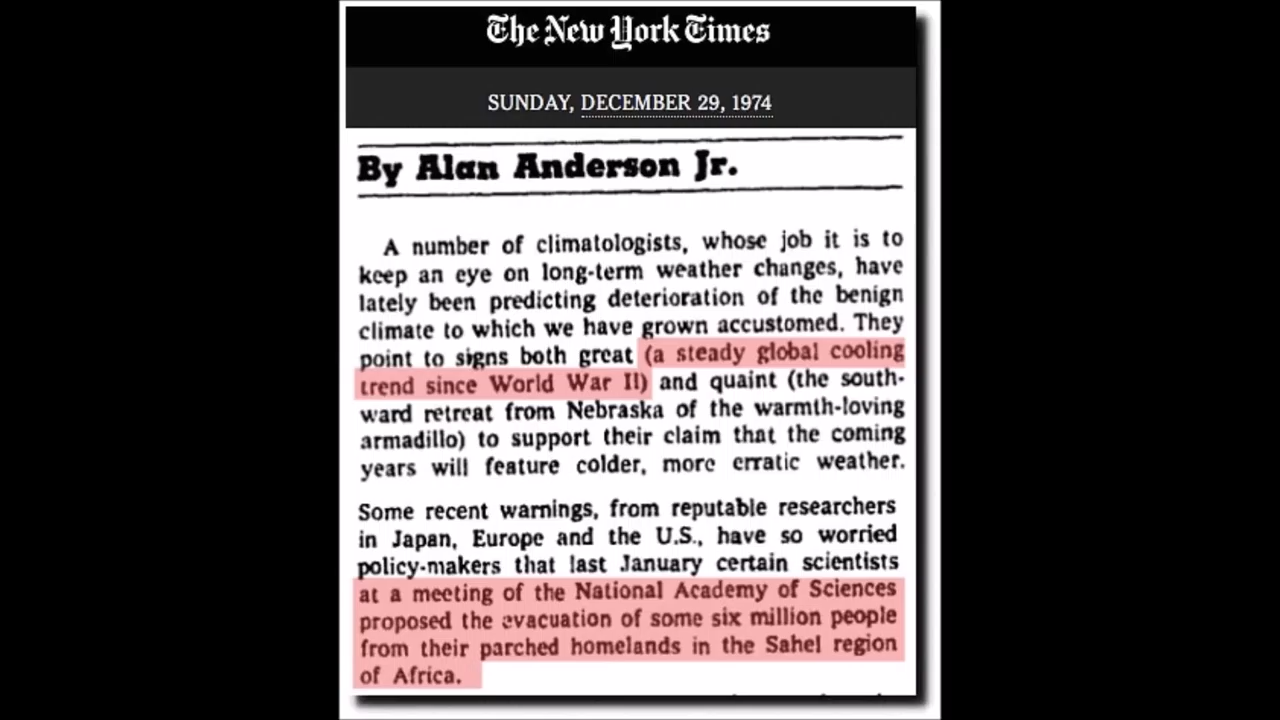 The New York Times
SUNDAY, DECEMBER 29, 1974
By Alan Anderson Jr.
A number of climatologists, whose job it is to
keep an eye on long-term weather changes, have
lately been predicting deterioration of the benign
climate to which we have grown accustomed. They
point to signs both great (a steady global cooling
trend since World War II) and quaint (the south-
ward retreat from Nebraska of the warmth-loving
armadillo) to support their claim that the coming
years will feature colder, more erratic weather.
Some recent warnings, from reputable researchers
in Japan, Europe and the U.S., have so worried
policy-makers that last January certain scientists
at a meeting of the National Academy of Sciences
proposed the evacuation of some six million people
from their parched homelands in the Sahel region
of Africa.